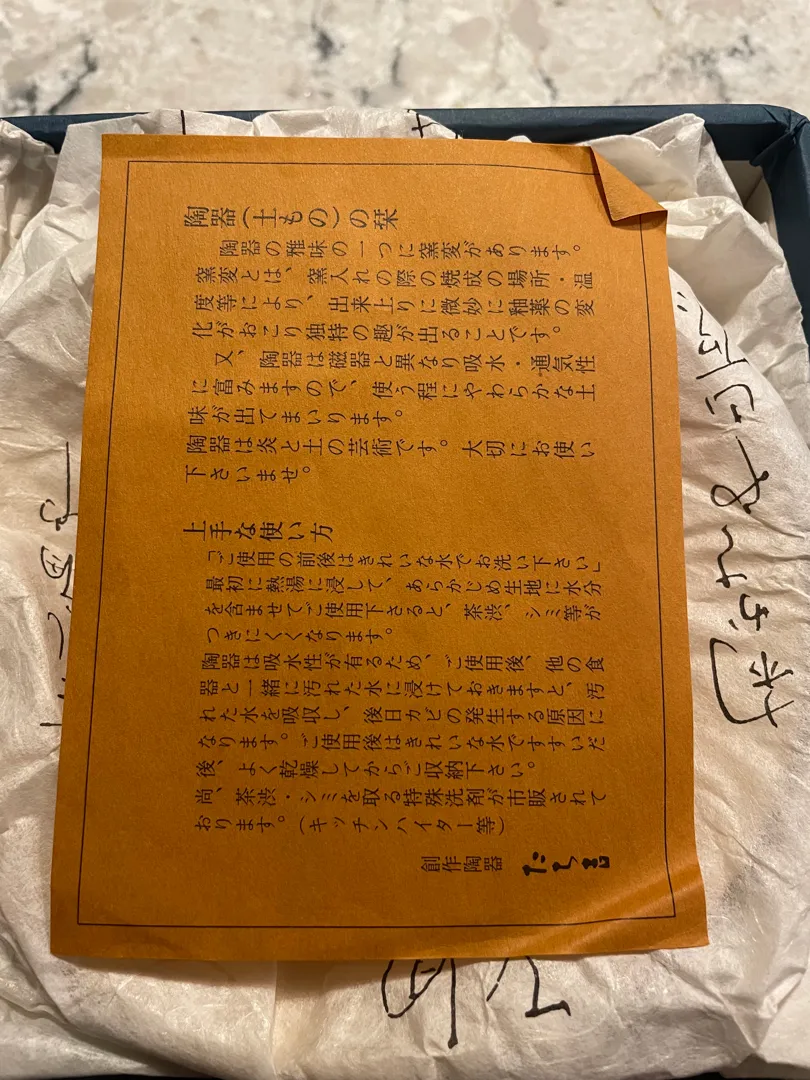 陶器(土もの)の栞
陶器の雅味の一つに窯変があります。
窯変とは、窯入れの際の焼成の場所・温
度等により、出来上りに微妙に釉薬の変
化がおこり独特の趣が出ることです。
又、陶器は磁器と異なり吸水・通気性
に富みますので、使う程にやわらかな土
味が出てまいります。
陶器は炎と土の芸術です。大切にお使い
下さいませ。
上手な使い方
「ご使用の前後はきれいな水でお洗い下さい」
最初に熱湯に浸して、あらかじめ生地に水分
を含ませてご使用下さると、茶渋、シミ等が
つきにくくなります。
陶器は吸水性が有るため、ご使用後、他の食
器と一緒に汚れた水に浸けておきますと、汚
れた水を吸収し、後日カビの発生する原因に
なります。ご使用後はきれいな水ですすいだ
後、よく乾燥してからご収納下さい。
尚、茶渋・シミを取る特殊洗剤が市販されて
おります。(キッチンハイター等)
創作陶器